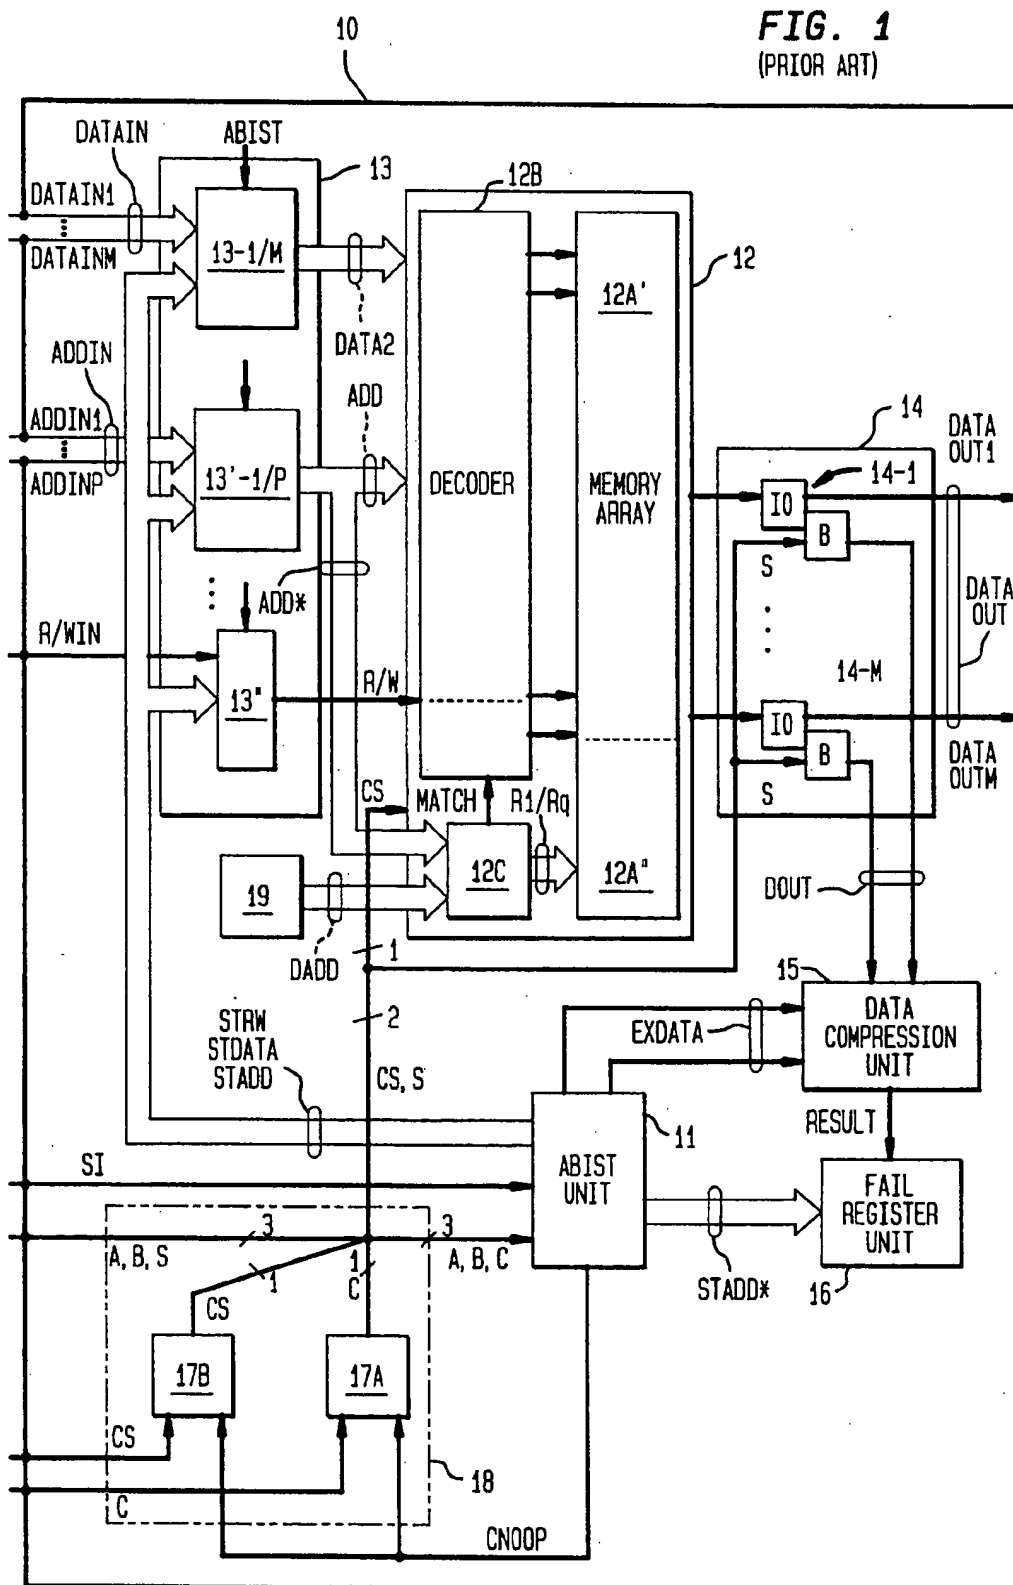 FIG. 1
(PRIOR ART)
10
DATAIN
ABIST
13
12B
DATAIN1
DATAINM
13-1/M
12
12A'
DATA2
ADDIN
ADD
ADDIN1
ADDINP
13'-1/P
DECODER
MEMORY
ARRAY
14
DATA
OUT1
14-1
IO
B
S
ADD*
DATA
OUT
R/WIN
13"
R/W
14-M
IO
B
S
DATA
OUTM
CS
MATCH
R1/Rq
12C
12A"
19
DADD
DOUT
1
2
CS, S
15
DATA
COMPRESSION
UNIT
EXDATA
STRW
STDATA
STADD
11
RESULT
ABIST
UNIT
SI
FAIL
REGISTER
UNIT
16
STADD*
3
A, B, S
3
A, B, C
1
CS
1
C
17B
17A
CS
C
18
CNOOP